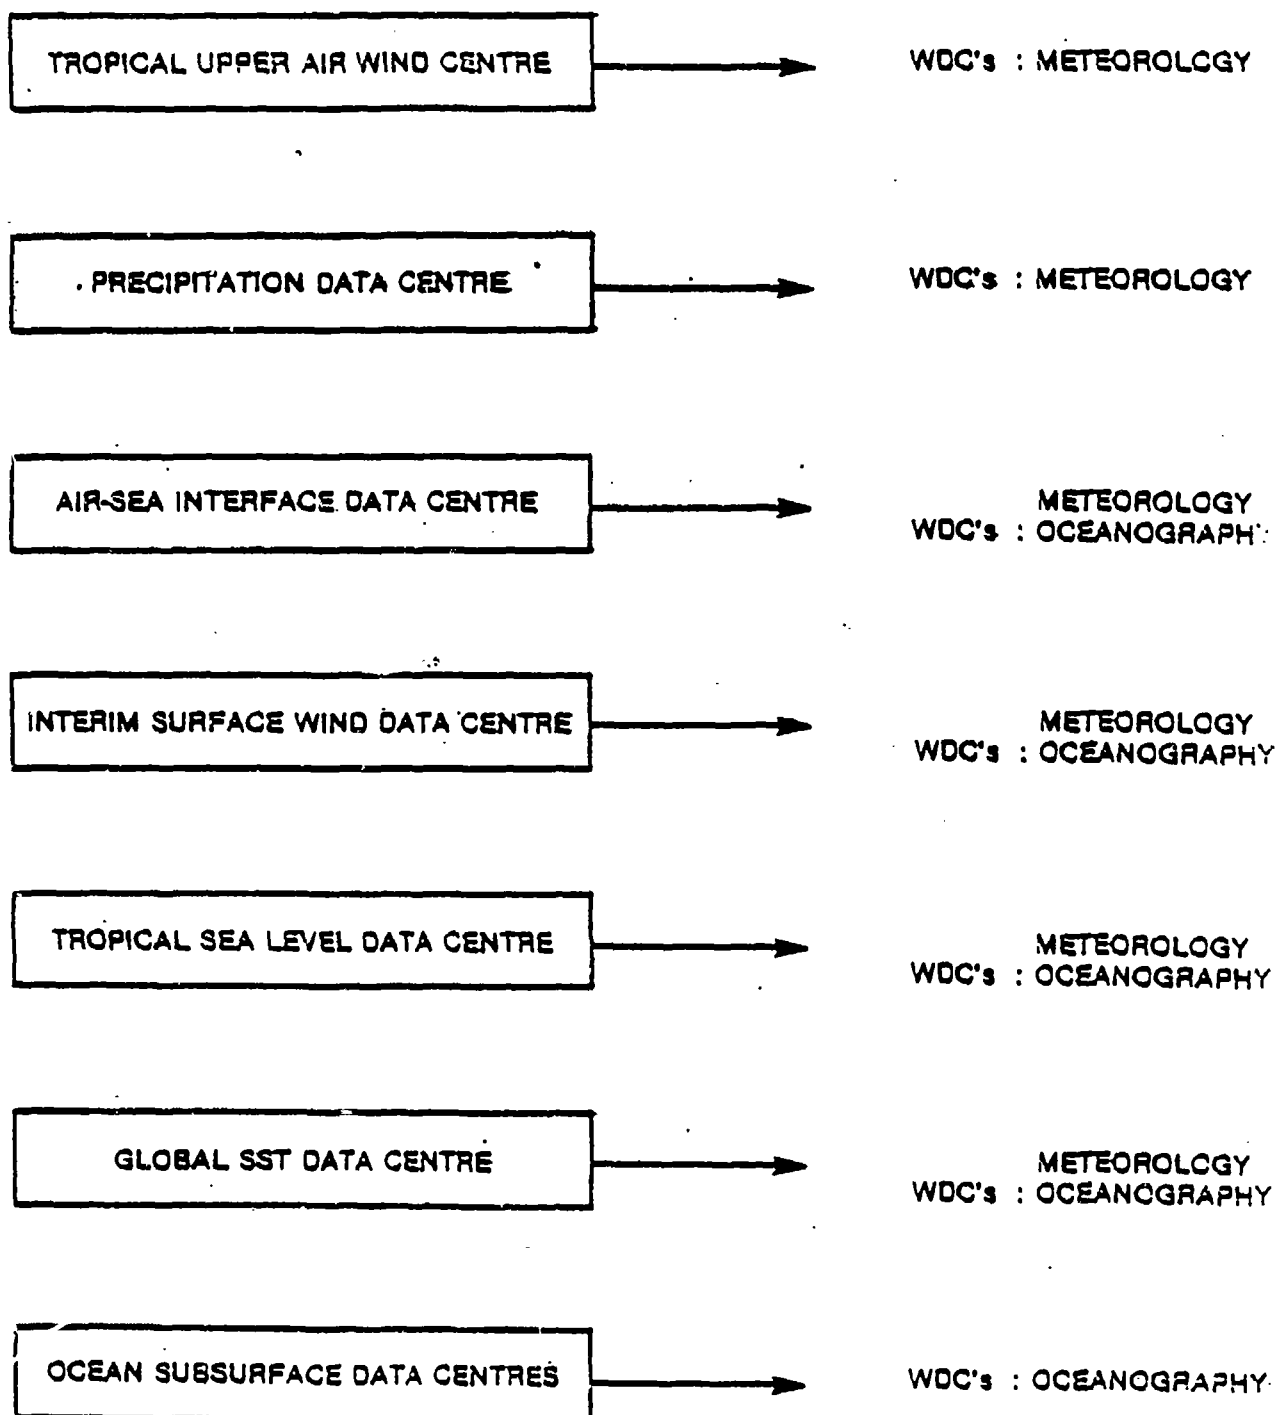 TROPICAL UPPER AIR WIND CENTRE
WDC's : METEOROLOGY
PRECIPITATION DATA CENTRE
WDC's : METEOROLOGY
AIR-SEA INTERFACE DATA CENTRE
METEOROLOGY
WDC's : OCEANOGRAPH
INTERIM SURFACE WIND DATA CENTRE
METEOROLOGY
WDC's : OCEANOGRAPHY
TROPICAL SEA LEVEL DATA CENTRE
METEOROLOGY
WDC's : OCEANOGRAPHY
GLOBAL SST DATA CENTRE
METEOROLOGY
WDC's : OCEANOGRAPHY
OCEAN SUBSURFACE DATA CENTRES
WDC's : OCEANOGRAPHY